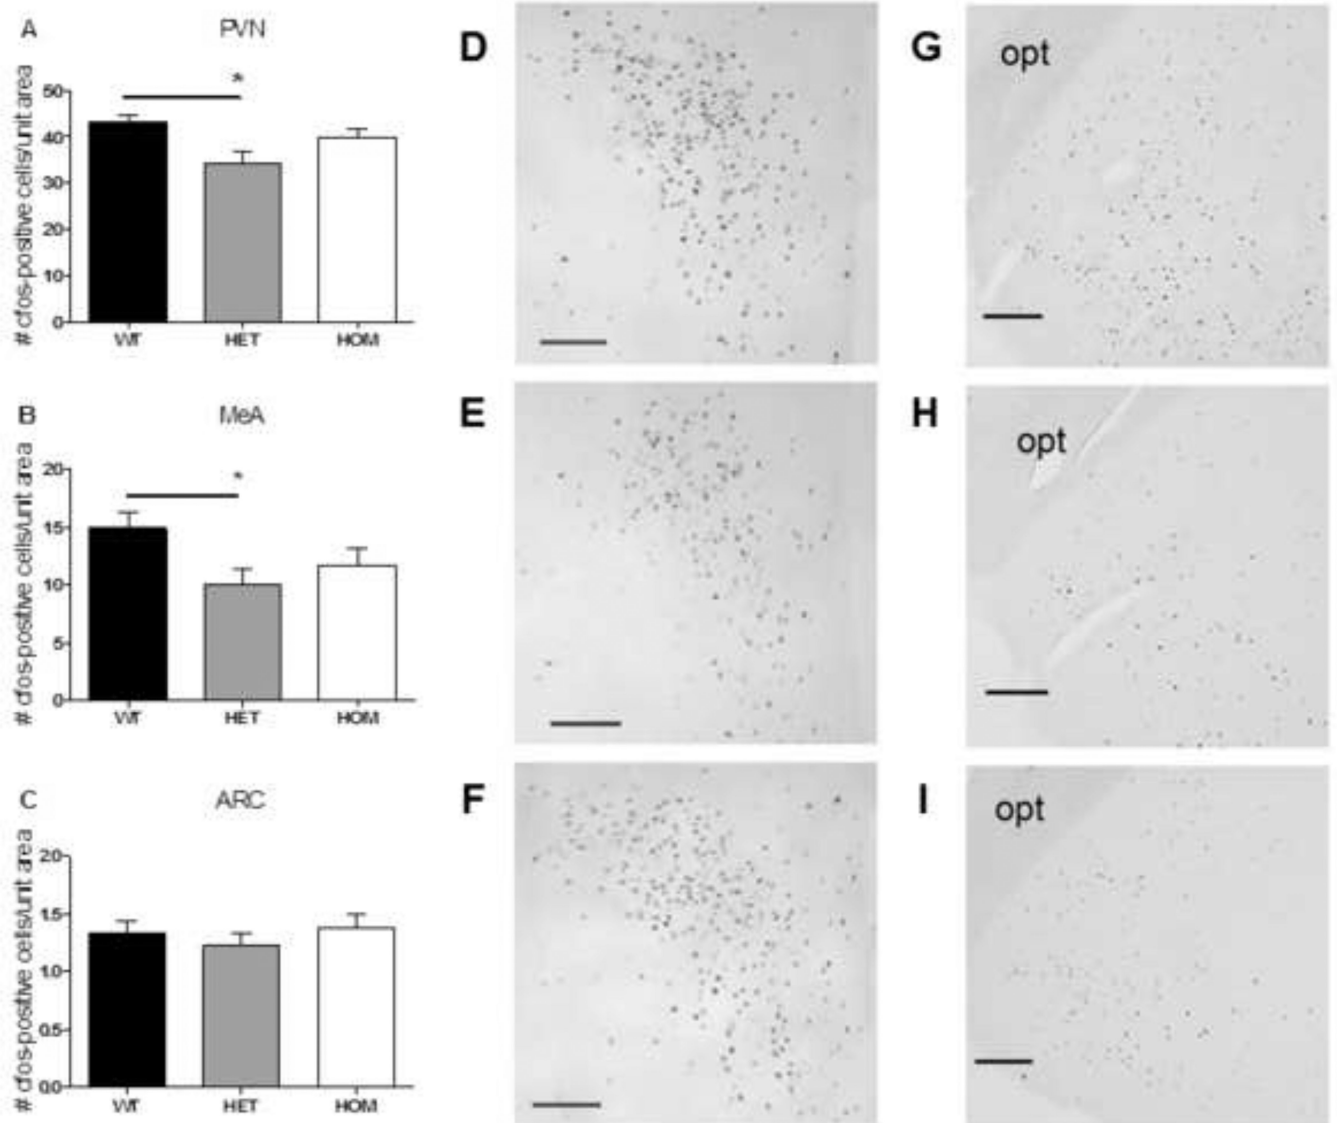 A
PVN
# cfos-positive cells/unit area
50
40
30
20
10
0
*
WT
HET
HOM
B
MeA
# cfos-positive cells/unit area
20
15
10
5
0
*
WT
HET
HOM
C
ARC
# cfos-positive cells/unit area
2.0
1.5
1.0
0.5
0.0
WT
HET
HOM
D
E
F
G
opt
H
opt
I
opt